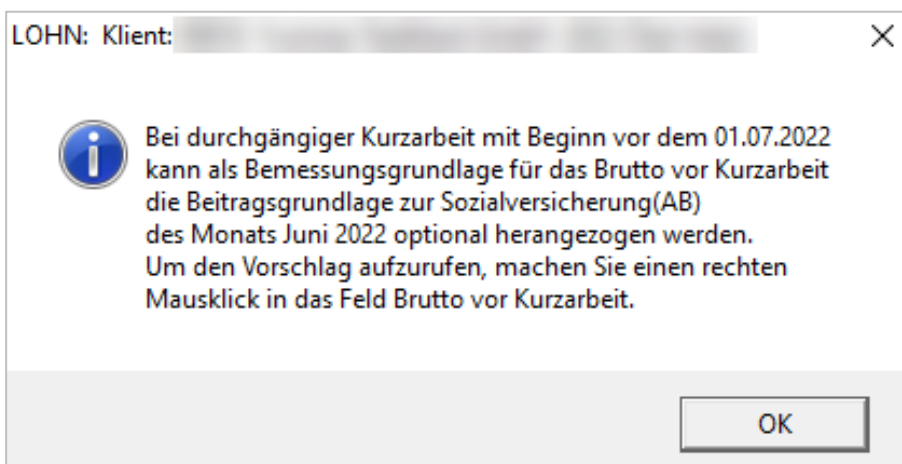 LOHN: Klient:
Bei durchgängiger Kurzarbeit mit Beginn vor dem 01.07.2022
kann als Bemessungsgrundlage für das Brutto vor Kurzarbeit
die Beitragsgrundlage zur Sozialversicherung(AB)
des Monats Juni 2022 optional herangezogen werden.
Um den Vorschlag aufzurufen, machen Sie einen rechten
Mausklick in das Feld Brutto vor Kurzarbeit.
OK